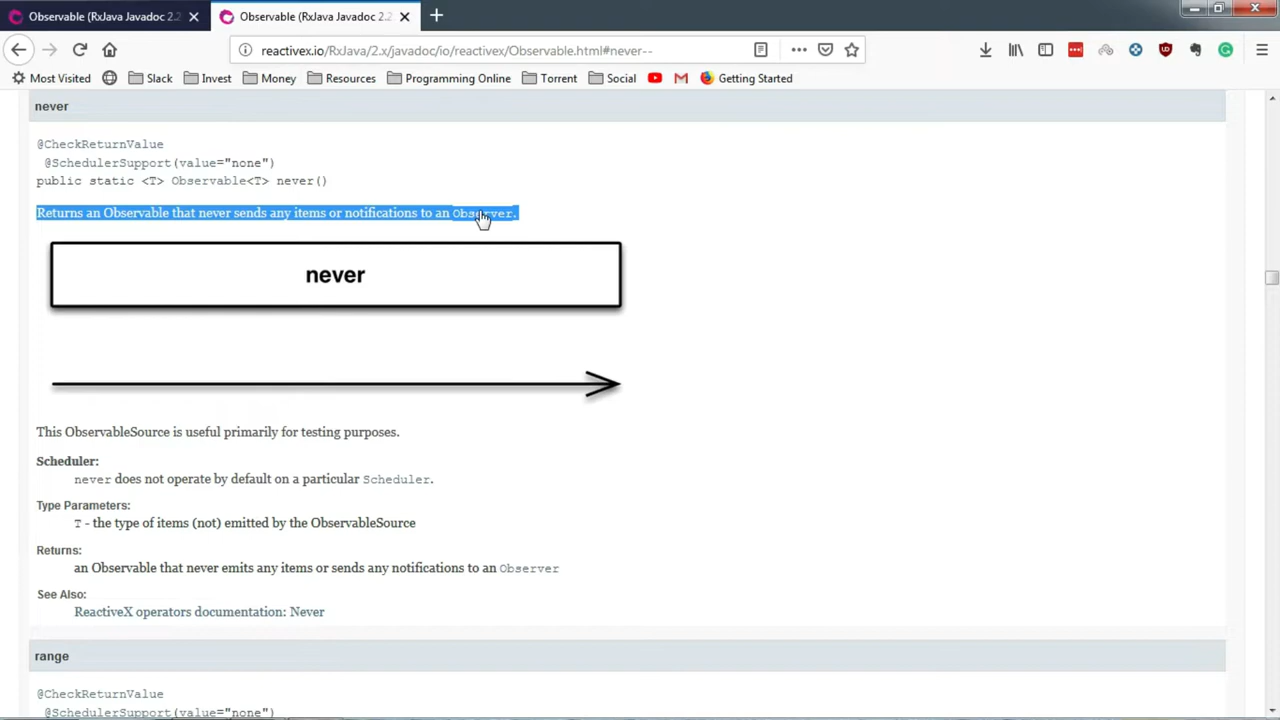 Observable (RxJava Javadoc 2.2
Observable (RxJava Javadoc 2.2
reactivex.io/RxJava/2.x/javadoc/io/reactivex/Observable.html#never--
Most Visited
Slack
Invest
Money
Resources
Programming Online
Torrent
Social
Getting Started
never
@CheckReturnValue
@SchedulerSupport(value="none")
public static <T> Observable<T> never()
Returns an Observable that never sends any items or notifications to an Observer.
never
This ObservableSource is useful primarily for testing purposes.
Scheduler:
never does not operate by default on a particular Scheduler.
Type Parameters:
T - the type of items (not) emitted by the ObservableSource
Returns:
an Observable that never emits any items or sends any notifications to an Observer
See Also:
ReactiveX operators documentation: Never
range
@CheckReturnValue
@SchedulerSupport(value="none")